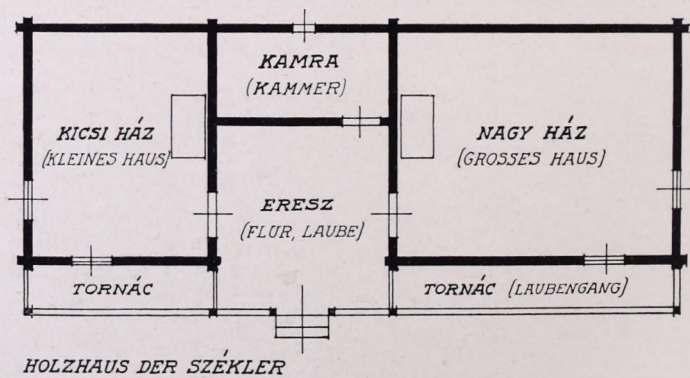 KAMRA
(KAMMER)
KICSI HÁZ
(KLEINES HAUS)
NAGY HÁZ
(GROSSES HAUS)
ERESZ
(FLUR, LAUBE)
TORNÁC
TORNÁC (LAUBENGANG)
HOLZHAUS DER SZÉKLER